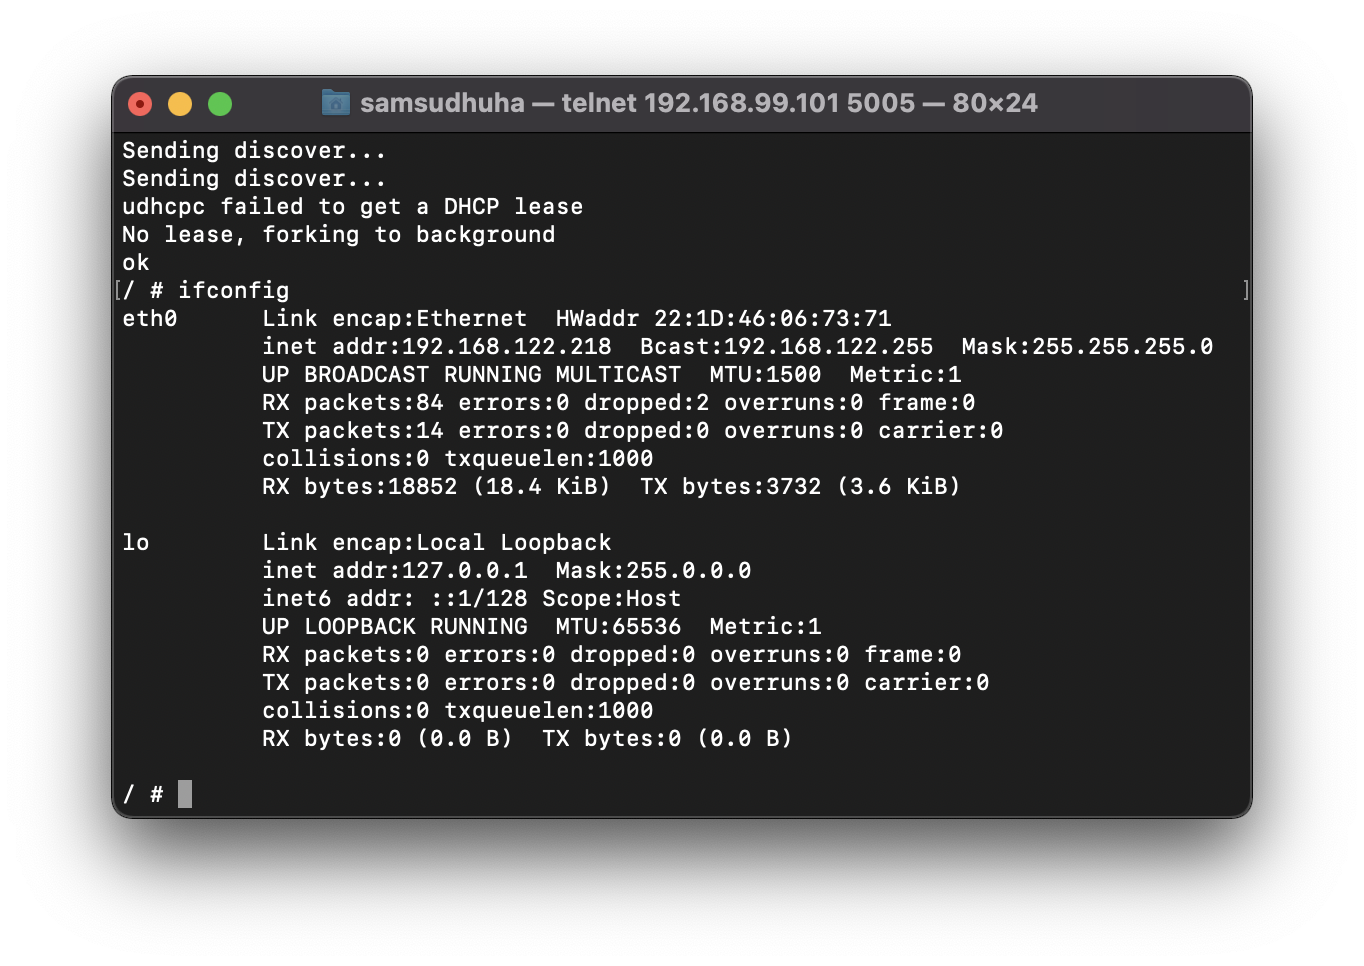 samsudhuha — telnet 192.168.99.101 5005 — 80×24
Sending discover...
Sending discover...
udhcpc failed to get a DHCP lease
No lease, forking to background
ok
[/ # ifconfig ]
eth0      Link encap:Ethernet  HWaddr 22:1D:46:06:73:71
          inet addr:192.168.122.218  Bcast:192.168.122.255  Mask:255.255.255.0
          UP BROADCAST RUNNING MULTICAST  MTU:1500  Metric:1
          RX packets:84 errors:0 dropped:2 overruns:0 frame:0
          TX packets:14 errors:0 dropped:0 overruns:0 carrier:0
          collisions:0 txqueuelen:1000
          RX bytes:18852 (18.4 KiB)  TX bytes:3732 (3.6 KiB)
lo        Link encap:Local Loopback
          inet addr:127.0.0.1  Mask:255.0.0.0
          inet6 addr: ::1/128 Scope:Host
          UP LOOPBACK RUNNING  MTU:65536  Metric:1
          RX packets:0 errors:0 dropped:0 overruns:0 frame:0
          TX packets:0 errors:0 dropped:0 overruns:0 carrier:0
          collisions:0 txqueuelen:1000
          RX bytes:0 (0.0 B)  TX bytes:0 (0.0 B)
/ #